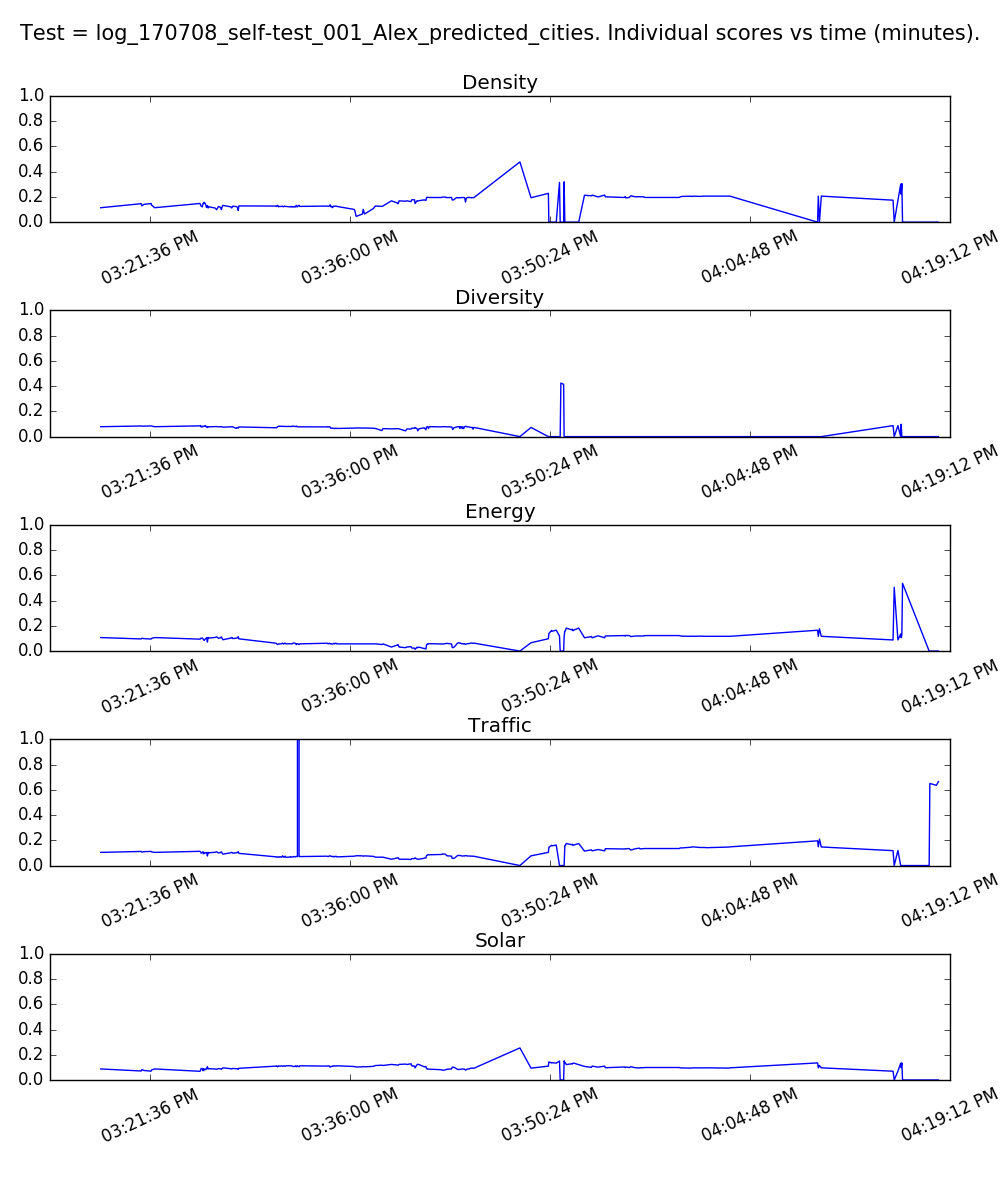 Test = log_170708_self-test_001_Alex_predicted_cities. Individual scores vs time (minutes).
Density
1.0
0.8
0.6
0.4
0.2
0.0
03:21:36 PM 03:36:00 PM 03:50:24 PM 04:04:48 PM 04:19:12 PM
Diversity
1.0
0.8
0.6
0.4
0.2
0.0
03:21:36 PM 03:36:00 PM 03:50:24 PM 04:04:48 PM 04:19:12 PM
Energy
1.0
0.8
0.6
0.4
0.2
0.0
03:21:36 PM 03:36:00 PM 03:50:24 PM 04:04:48 PM 04:19:12 PM
Traffic
1.0
0.8
0.6
0.4
0.2
0.0
03:21:36 PM 03:36:00 PM 03:50:24 PM 04:04:48 PM 04:19:12 PM
Solar
1.0
0.8
0.6
0.4
0.2
0.0
03:21:36 PM 03:36:00 PM 03:50:24 PM 04:04:48 PM 04:19:12 PM